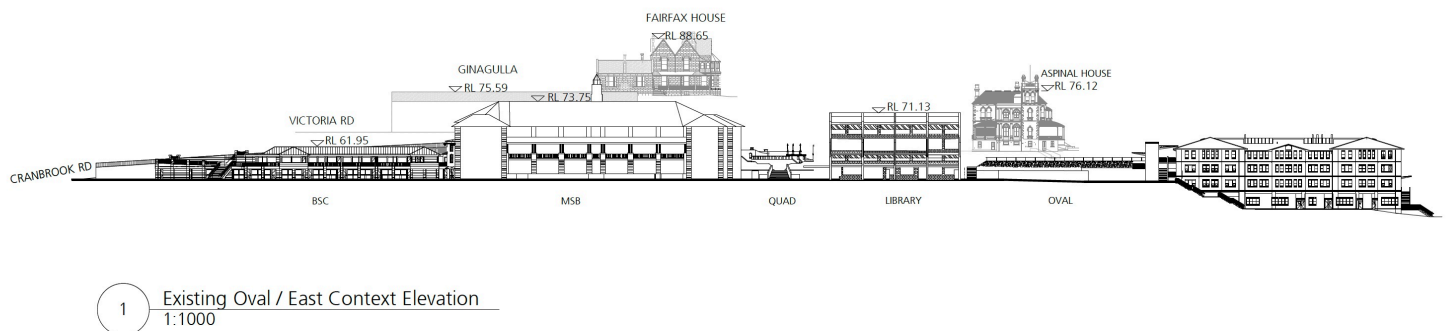 FAIRFAX HOUSE
RL 88.65
GINAGULLA
RL 75.59
RL 73.75
ASPINAL HOUSE
RL 76.12
RL 71.13
VICTORIA RD
RL 61.95
CRANBROOK RD
BSC
MSB
QUAD
LIBRARY
OVAL
1
Existing Oval / East Context Elevation
1:1000